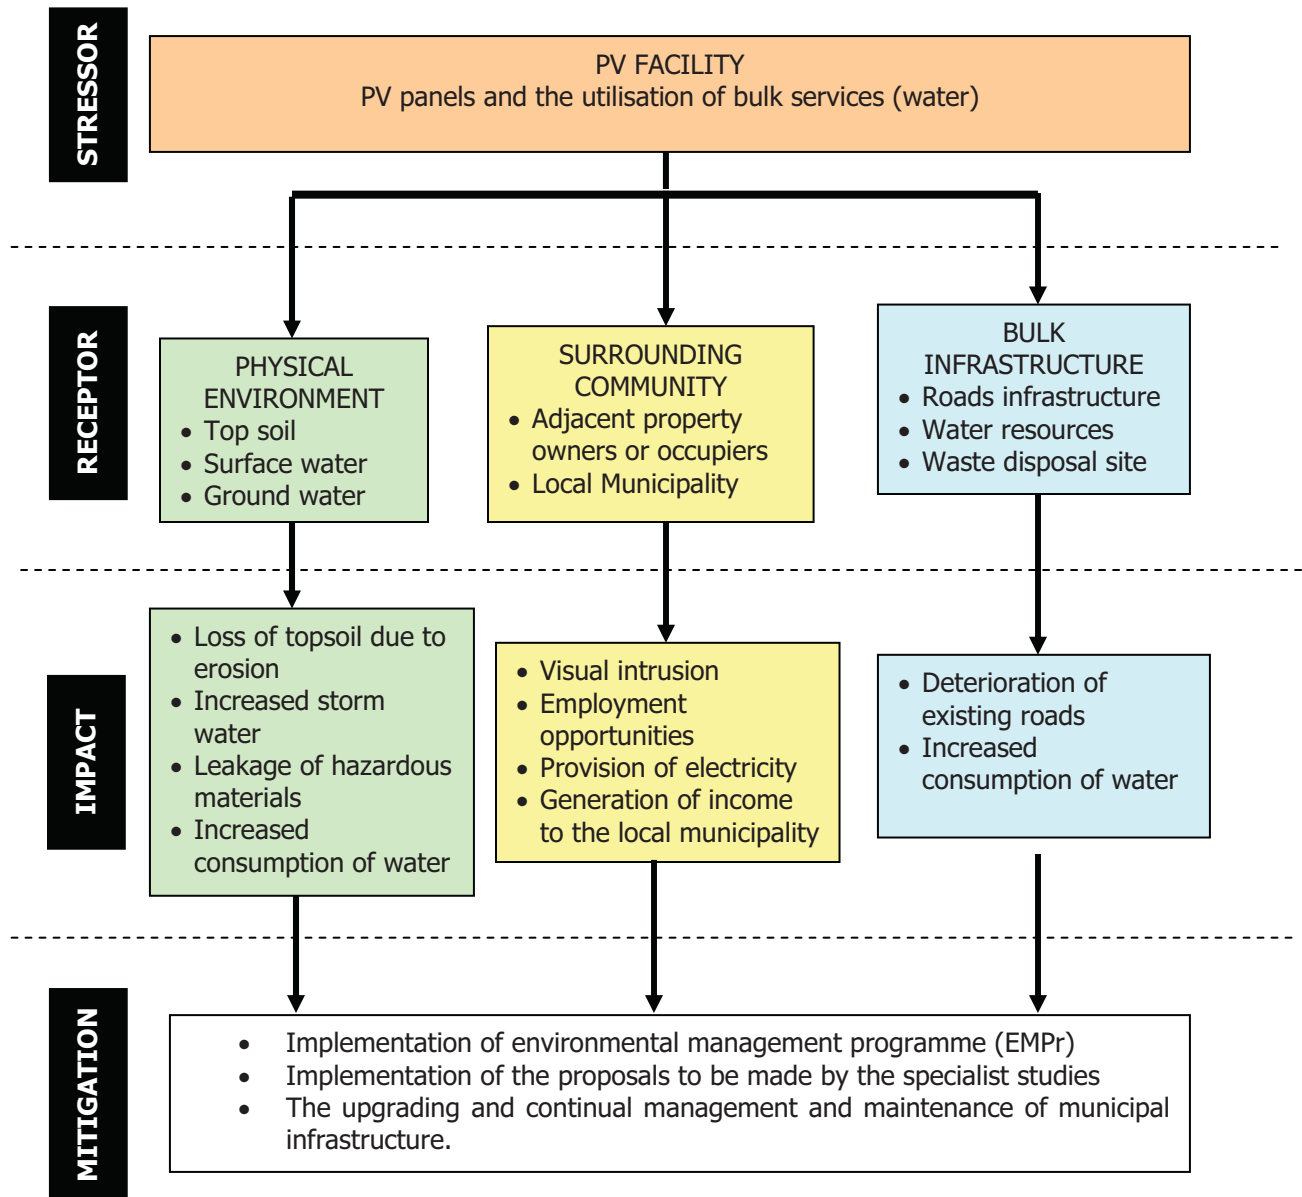 STRESSOR
PV FACILITY
PV panels and the utilisation of bulk services (water)
RECEPTOR
PHYSICAL
ENVIRONMENT
• Top soil
• Surface water
• Ground water
SURROUNDING
COMMUNITY
• Adjacent property
owners or occupiers
• Local Municipality
BULK
INFRASTRUCTURE
• Roads infrastructure
• Water resources
• Waste disposal site
IMPACT
• Loss of topsoil due to
erosion
• Increased storm
water
• Leakage of hazardous
materials
• Increased
consumption of water
• Visual intrusion
• Employment
opportunities
• Provision of electricity
• Generation of income
to the local municipality
• Deterioration of
existing roads
• Increased
consumption of water
MITIGATION
• Implementation of environmental management programme (EMPr)
• Implementation of the proposals to be made by the specialist studies
• The upgrading and continual management and maintenance of municipal
infrastructure.